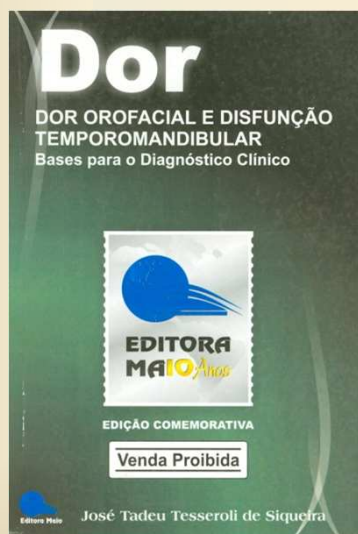 Dor
DOR OROFACIAL E DISFUNÇÃO
TEMPOROMANDIBULAR
Bases para o Diagnóstico Clínico
EDITORA
MAIO Anos
EDIÇÃO COMEMORATIVA
Venda Proibida
Editora Maio
José Tadeu Tesseroli de Siqueira